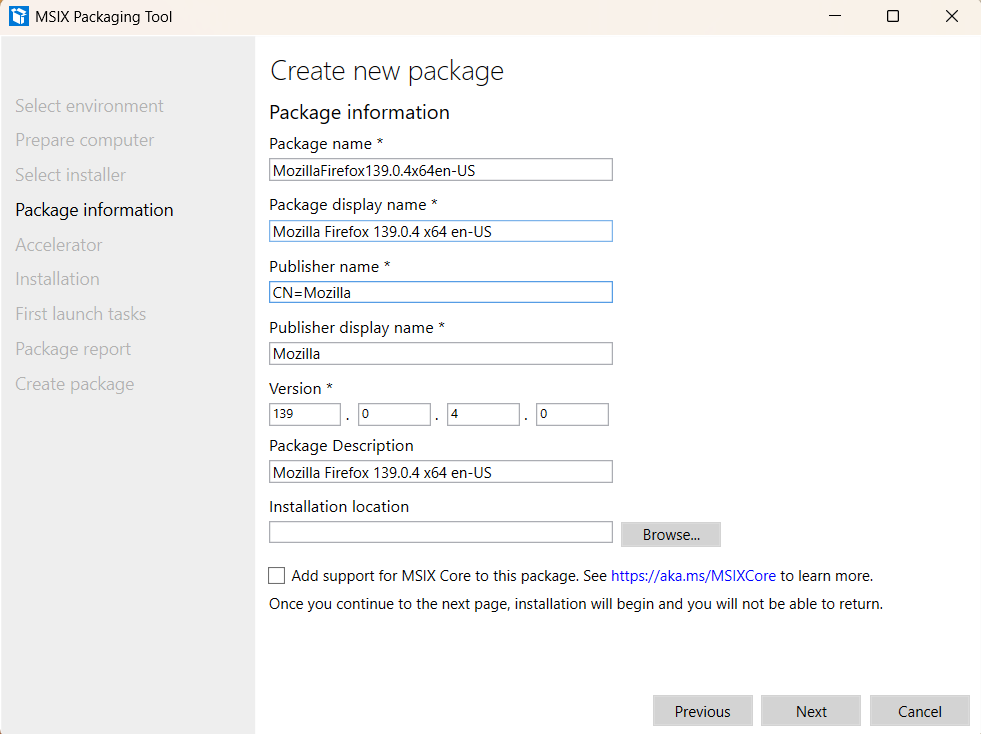 MSIX Packaging Tool
Select environment
Prepare computer
Select installer
Package information
Accelerator
Installation
First launch tasks
Package report
Create package
Create new package
Package information
Package name *
MozillaFirefox139.0.4x64en-US
Package display name *
Mozilla Firefox 139.0.4 x64 en-US
Publisher name *
CN=Mozilla
Publisher display name *
Mozilla
Version *
139 . 0 . 4 . 0
Package Description
Mozilla Firefox 139.0.4 x64 en-US
Installation location
Browse...
Add support for MSIX Core to this package. See https://aka.ms/MSIXCore to learn more.
Once you continue to the next page, installation will begin and you will not be able to return.
Previous Next Cancel